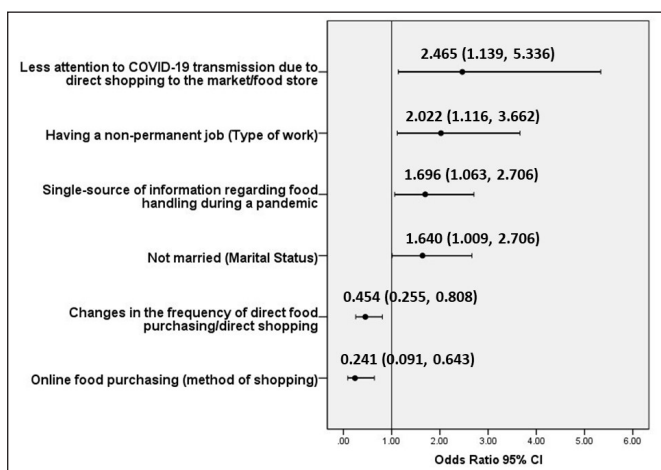 2.465 (1.139, 5.336)
Less attention to COVID-19 transmission due to
direct shopping to the market/food store
2.022 (1.116, 3.662)
Having a non-permanent job (Type of work)
1.696 (1.063, 2.706)
Single-source of information regarding food
handling during a pandemic
1.640 (1.009, 2.706)
Not married (Marital Status)
0.454 (0.255, 0.808)
Changes in the frequency of direct food
purchasing/direct shopping
0.241 (0.091, 0.643)
Online food purchasing (method of shopping)
.00 1.00 2.00 3.00 4.00 5.00 6.00
Odds Ratio 95% CI